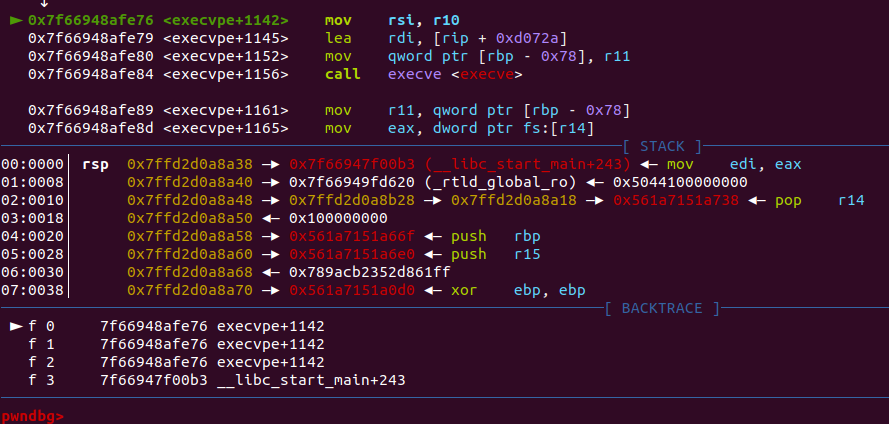 ↓
► 0x7f66948afe76 <execvpe+1142>    mov    rsi, r10
0x7f66948afe79 <execvpe+1145>    lea    rdi, [rip + 0xd072a]
0x7f66948afe80 <execvpe+1152>    mov    qword ptr [rbp - 0x78], r11
0x7f66948afe84 <execvpe+1156>    call   execve <execve>
0x7f66948afe89 <execvpe+1161>    mov    r11, qword ptr [rbp - 0x78]
0x7f66948afe8d <execvpe+1165>    mov    eax, dword ptr fs:[r14]
[ STACK ]
00:0000│ rsp  0x7ffd2d0a8a38 —► 0x7f66947f00b3 (__libc_start_main+243) ◄— mov    edi, eax
01:0008│      0x7ffd2d0a8a40 —► 0x7f66949fd620 (_rtld_global_ro) ◄— 0x5044100000000
02:0010│      0x7ffd2d0a8a48 —► 0x7ffd2d0a8b28 —► 0x7ffd2d0a8a18 —► 0x561a7151a738 ◄— pop    r14
03:0018│      0x7ffd2d0a8a50 ◄— 0x100000000
04:0020│      0x7ffd2d0a8a58 —► 0x561a7151a66f ◄— push   rbp
05:0028│      0x7ffd2d0a8a60 —► 0x561a7151a6e0 ◄— push   r15
06:0030│      0x7ffd2d0a8a68 ◄— 0x789acb2352d861ff
07:0038│      0x7ffd2d0a8a70 —► 0x561a7151a0d0 ◄— xor    ebp, ebp
[ BACKTRACE ]
► f 0     7f66948afe76 execvpe+1142
f 1     7f66948afe76 execvpe+1142
f 2     7f66948afe76 execvpe+1142
f 3     7f66947f00b3 __libc_start_main+243
pwndbg>